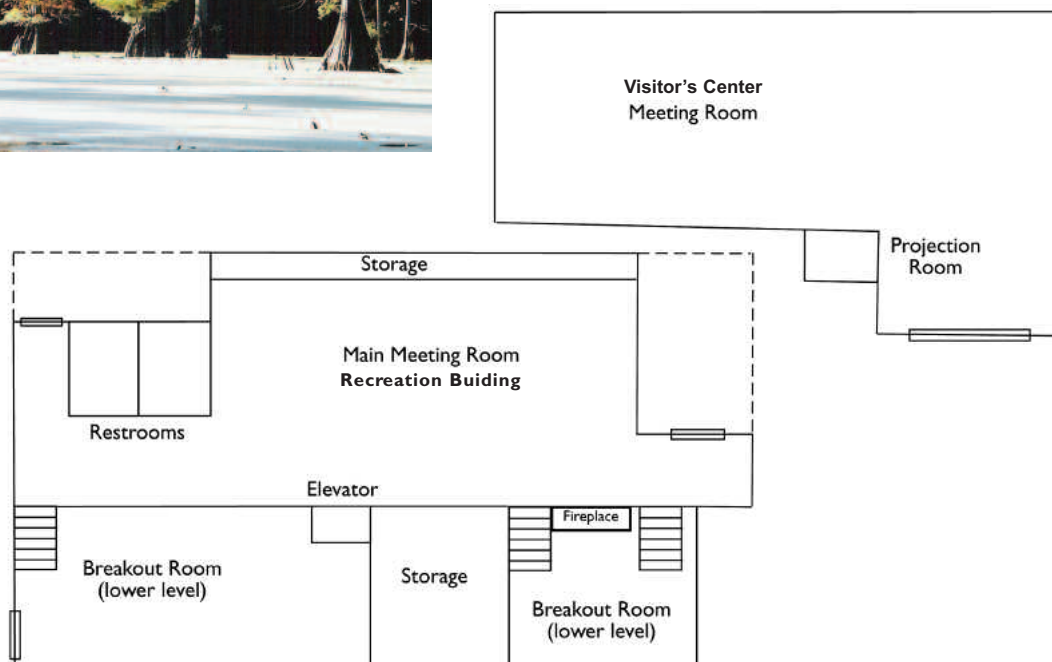 Visitor’s Center
Meeting Room
Projection
Room
Storage
Main Meeting Room
Recreation Buiding
Restrooms
Elevator
Fireplace
Breakout Room
(lower level)
Storage
Breakout Room
(lower level)